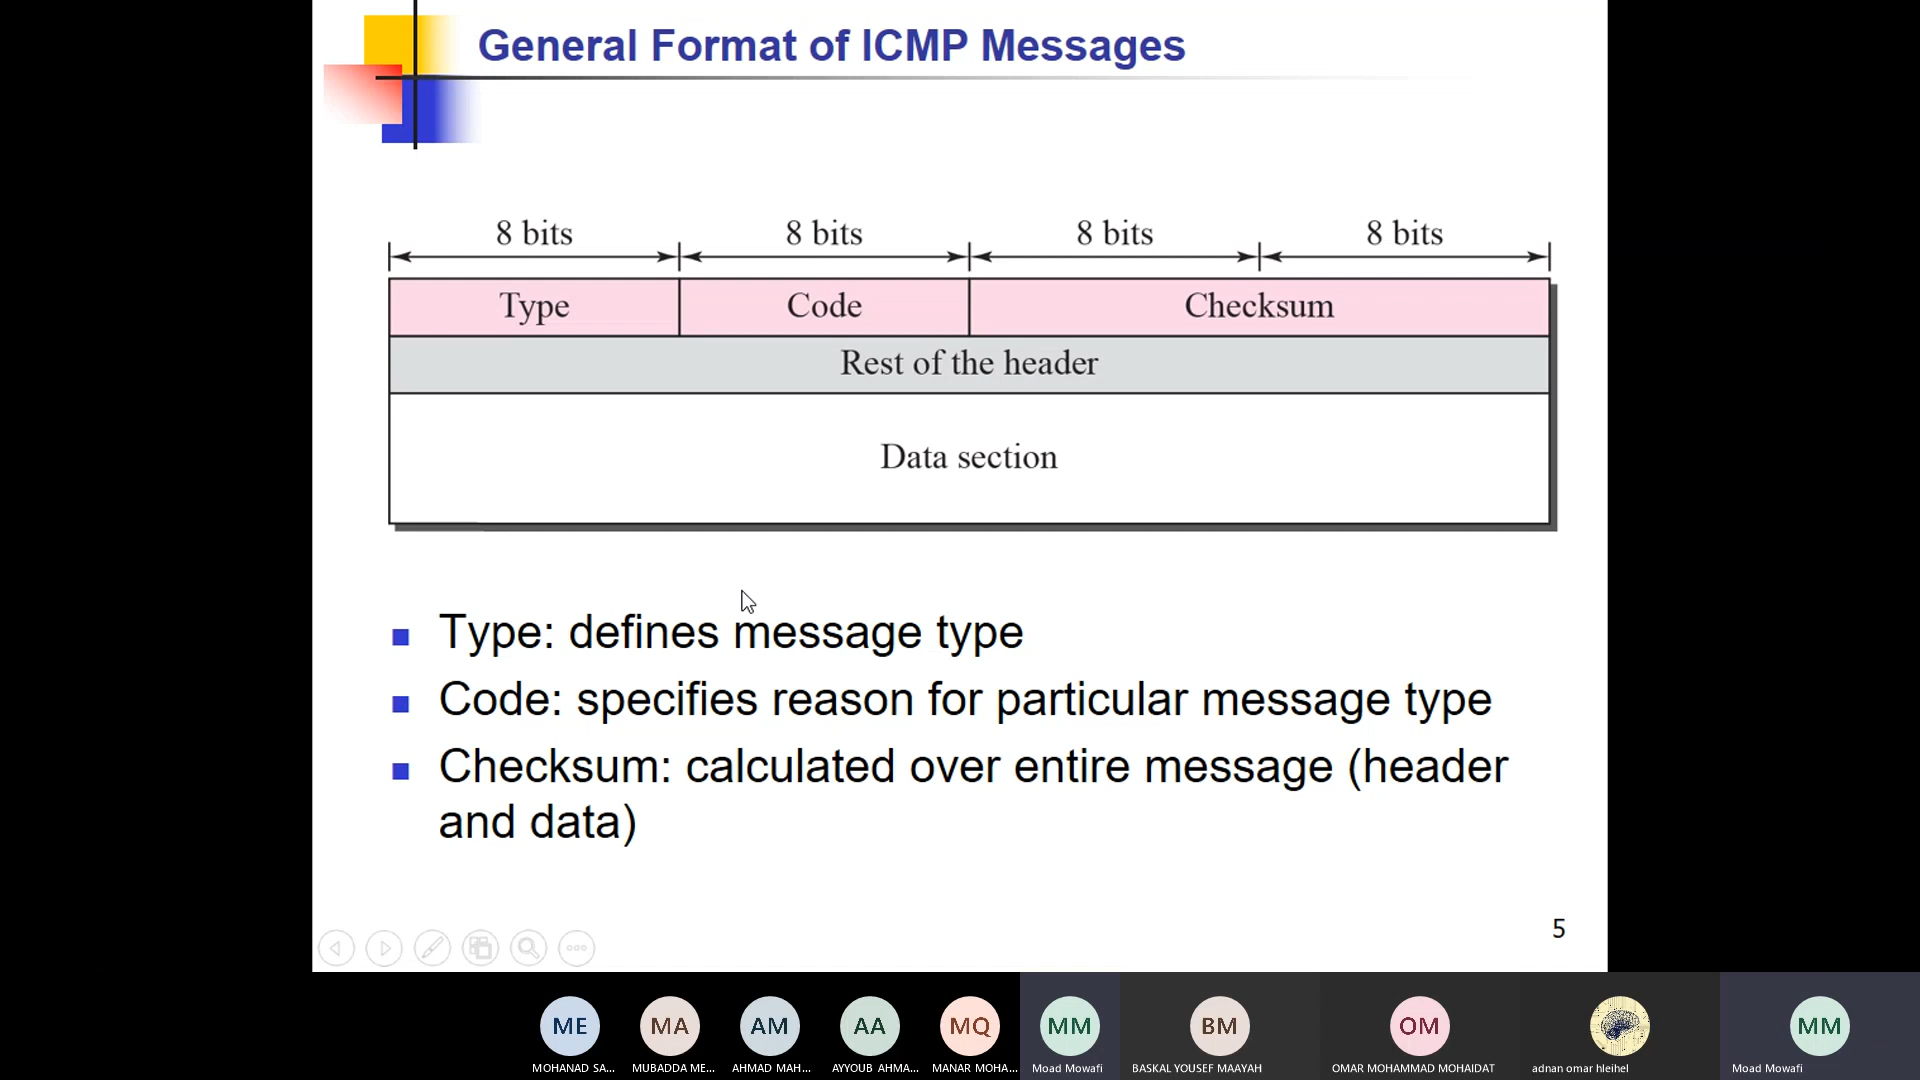 General Format of ICMP Messages
8 bits 8 bits 8 bits 8 bits
Type Code Checksum
Rest of the header
Data section
Type: defines message type
Code: specifies reason for particular message type
Checksum: calculated over entire message (header
and data)
5
ME MA AM AA MQ MM BM OM MM
MOHANAD SA... MUBADDA ME... AHMAD MAH... AYYOUB AHMA... MANAR MOHA... Moad Mowafi BASKAL YOUSEF MAAYAH OMAR MOHAMMAD MOHAIDAT adnan omar hleihel Moad Mowafi